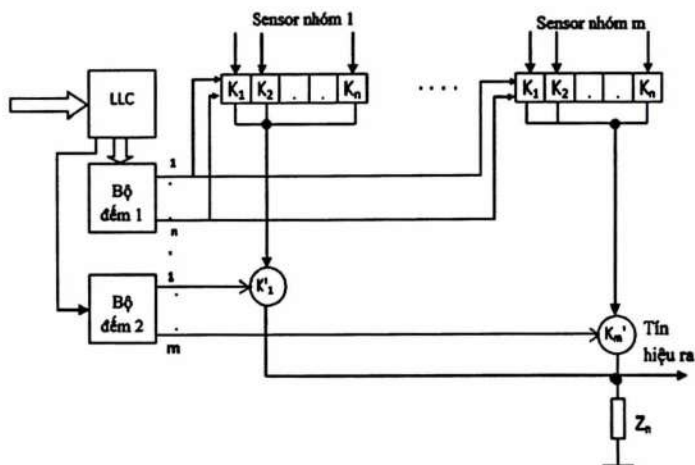 Sensor nhóm 1
Sensor nhóm m
K₁ K₂ . . Kₙ
. . . .
K₁ K₂ . . Kₙ
LLC
Bộ
đếm 1
1
.
.
n
.
.
Bộ
đếm 2
1
.
.
m
K'₁
Kₘ'
Tín
hiệu ra
Zₙ